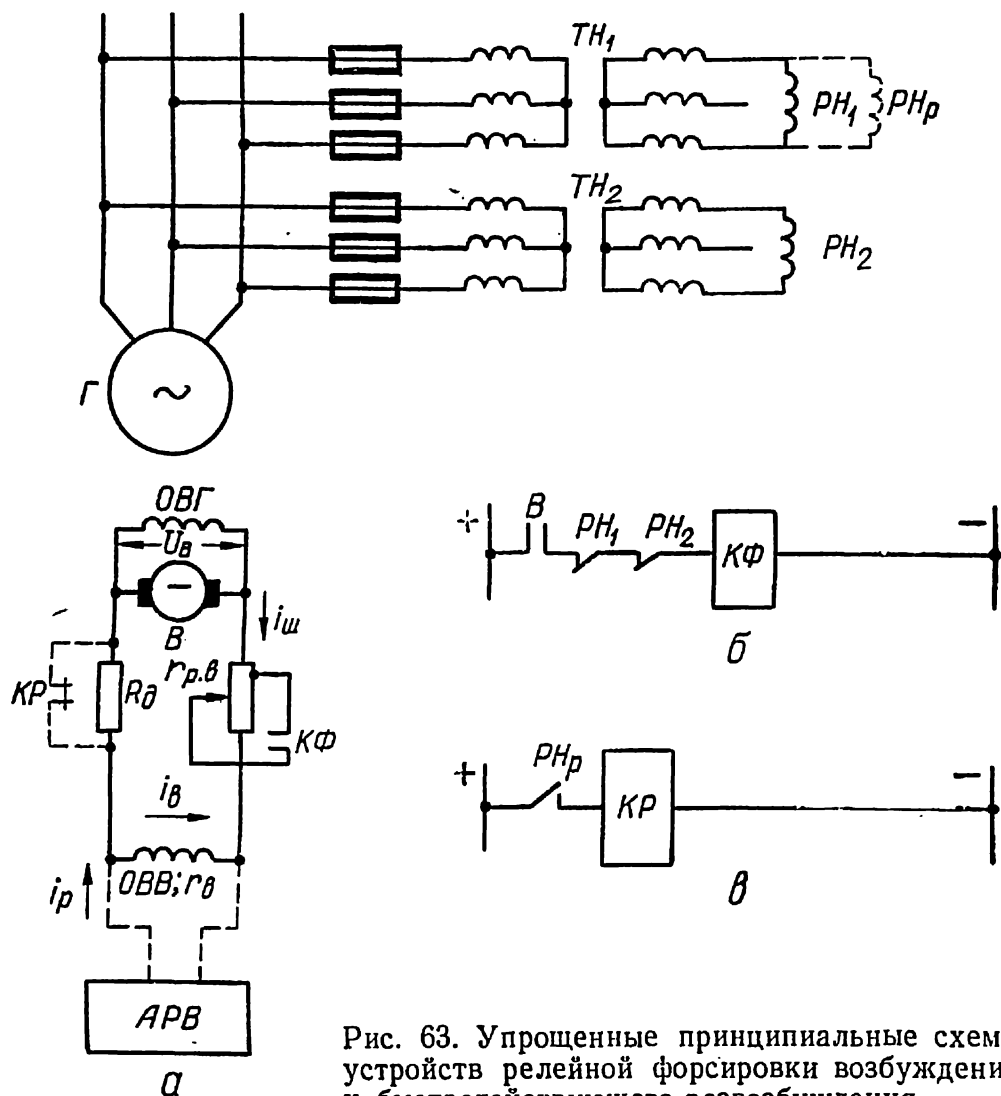 ТН₁
РН₁
РНр
ТН₂
РН₂
Г
~
ОВГ
Uв
–
В
iш
rр.в
КР
Rд
КФ
iв
ОВВ; rв
iр
АРВ
а
+
В
РН₁
РН₂
КФ
–
б
+
РНр
КР
–
в
Рис. 63. Упрощенные принципиальные схем
устройств релейной форсировки возбуждени